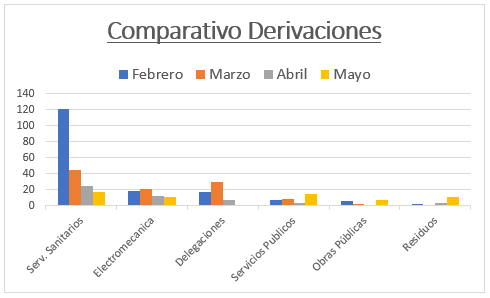 Comparativo Derivaciones
Febrero Marzo Abril Mayo
140
120
100
80
60
40
20
0
Serv. Sanitarios
Electromecanica
Delegaciones
Servicios Publicos
Obras Públicas
Residuos